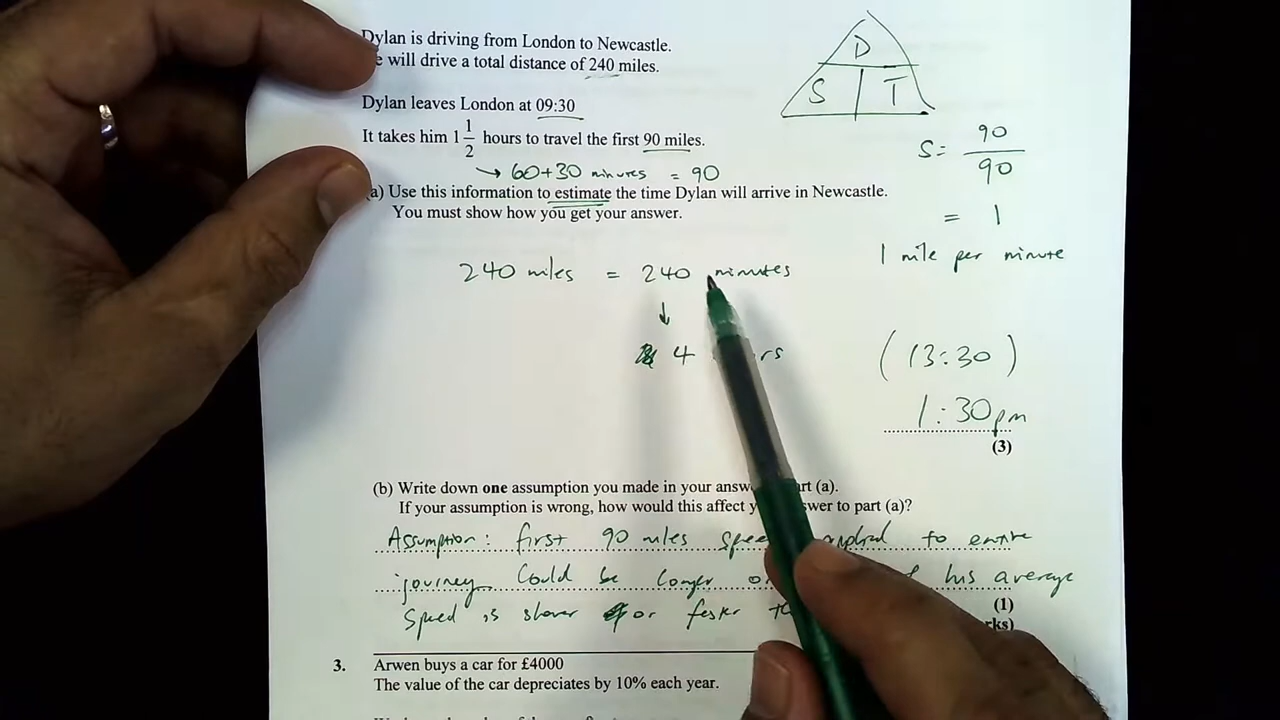 Dylan is driving from London to Newcastle.
will drive a total distance of 240 miles.
D
S T
Dylan leaves London at 09:30
It takes him 1 1/2 hours to travel the first 90 miles.
→ 60+30 minutes = 90
S = 90/90
a) Use this information to estimate the time Dylan will arrive in Newcastle.
You must show how you get your answer.
= 1
1 mile per minute
240 miles = 240 minutes
↓
4
(13:30)
1:30pm
(3)
(b) Write down one assumption you made in your part (a).
If your assumption is wrong, how would this affect answer to part (a)?
Assumption: first 90 miles applied to entire
journey. Could be longer his average
speed is slower or faster
(1)
3. Arwen buys a car for £4000
The value of the car depreciates by 10% each year.